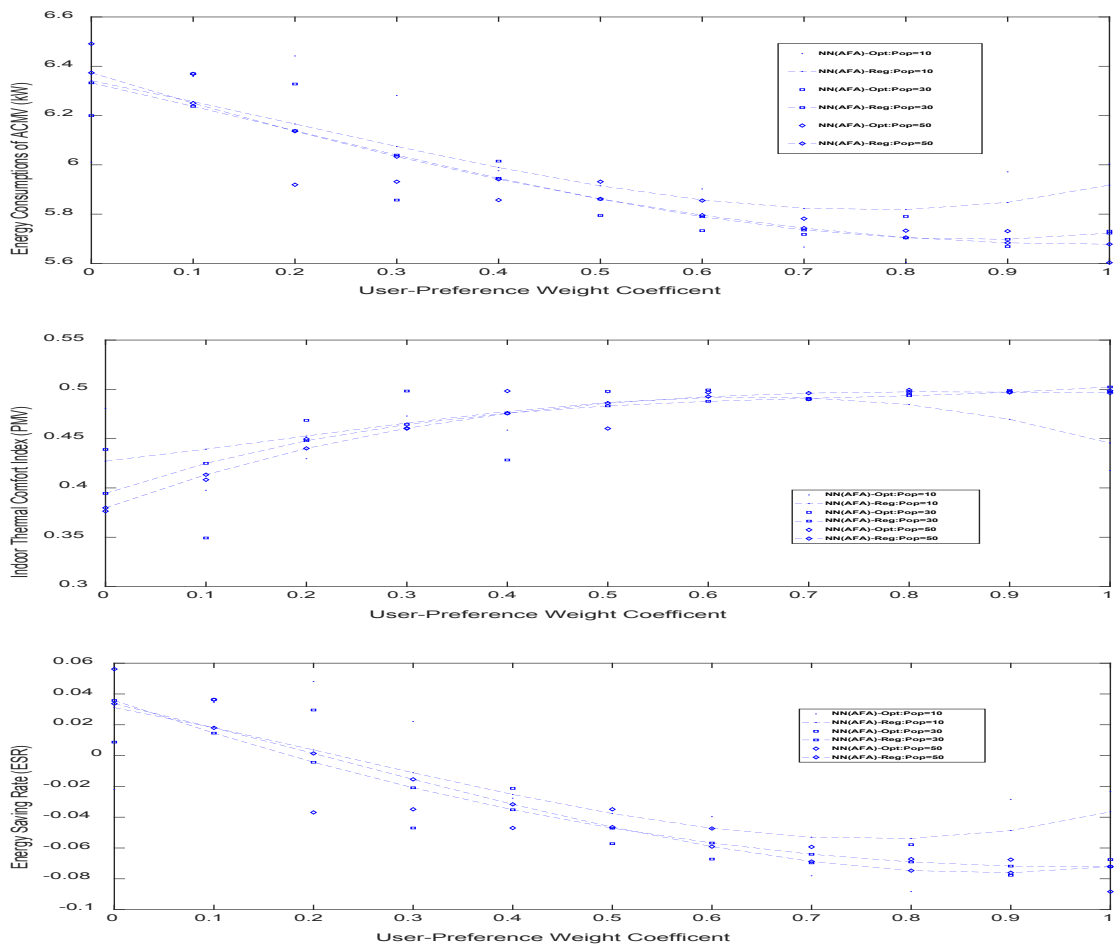 6.6
6.4
6.2
6
5.8
5.6
Energy Consumptions of ACMV (kW)
NN(AFA)-Opt:Pop=10
NN(AFA)-Reg:Pop=10
NN(AFA)-Opt:Pop=30
NN(AFA)-Reg:Pop=30
NN(AFA)-Opt:Pop=50
NN(AFA)-Reg:Pop=50
0 0.1 0.2 0.3 0.4 0.5 0.6 0.7 0.8 0.9 1
User-Preference Weight Coefficent
0.55
0.5
0.45
0.4
0.35
0.3
Indoor Thermal Comfort Index (PMV)
NN(AFA)-Opt:Pop=10
NN(AFA)-Reg:Pop=10
NN(AFA)-Opt:Pop=30
NN(AFA)-Reg:Pop=30
NN(AFA)-Opt:Pop=50
NN(AFA)-Reg:Pop=50
0 0.1 0.2 0.3 0.4 0.5 0.6 0.7 0.8 0.9 1
User-Preference Weight Coefficent
0.06
0.04
0.02
0
-0.02
-0.04
-0.06
-0.08
-0.1
Energy Saving Rate (ESR)
NN(AFA)-Opt:Pop=10
NN(AFA)-Reg:Pop=10
NN(AFA)-Opt:Pop=30
NN(AFA)-Reg:Pop=30
NN(AFA)-Opt:Pop=50
NN(AFA)-Reg:Pop=50
0 0.1 0.2 0.3 0.4 0.5 0.6 0.7 0.8 0.9 1
User-Preference Weight Coefficent